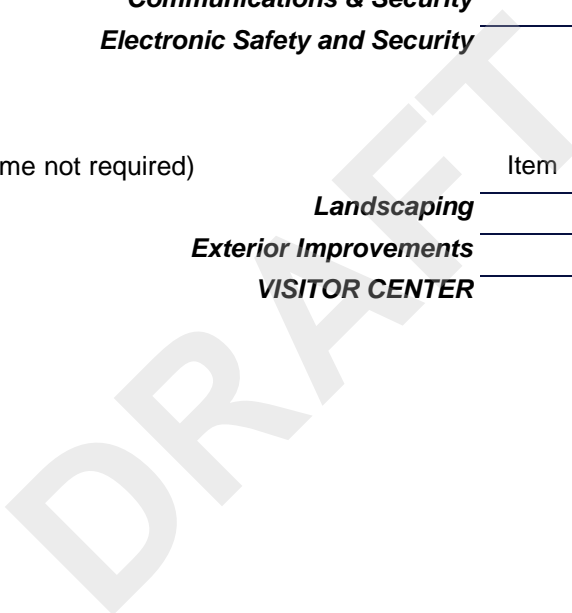 Communications & Security
Electronic Safety and Security
me not required) Item
Landscaping
Exterior Improvements
VISITOR CENTER
DRAFT